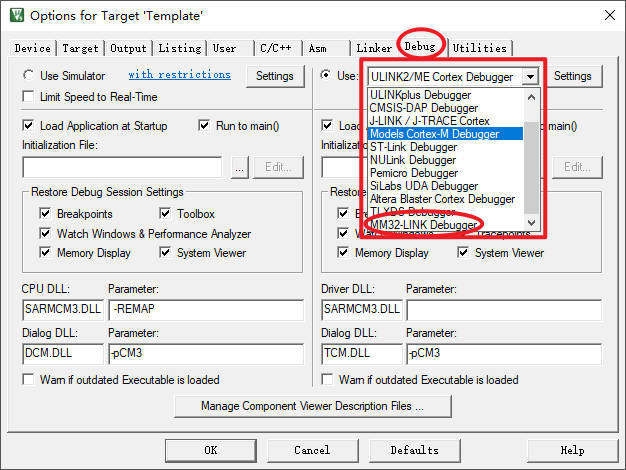 Options for Target 'Template'
Device Target Output Listing User C/C++ Asm Linker Debug Utilities
Use Simulator with restrictions Settings
Limit Speed to Real-Time
Load Application at Startup Run to main()
Initialization File:
... Edit...
Restore Debug Session Settings
Breakpoints Toolbox
Watch Windows & Performance Analyzer
Memory Display System Viewer
CPU DLL: Parameter:
SARMCM3.DLL -REMAP
Dialog DLL: Parameter:
DCM.DLL -pCM3
Warn if outdated Executable is loaded
Use: ULINK2/ME Cortex Debugger Settings
ULINKplus Debugger
CMSIS-DAP Debugger
J-LINK / J-TRACE Cortex
Models Cortex-M Debugger
ST-Link Debugger
NULink Debugger
Pemicro Debugger
SiLabs UDA Debugger
Altera Blaster Cortex Debugger
TLXDS Debugger
MM32-LINK Debugger
Edit...
Memory Display System Viewer
Driver DLL: Parameter:
SARMCM3.DLL
Dialog DLL: Parameter:
TCM.DLL -pCM3
Warn if outdated Executable is loaded
Manage Component Viewer Description Files ...
OK Cancel Defaults Help